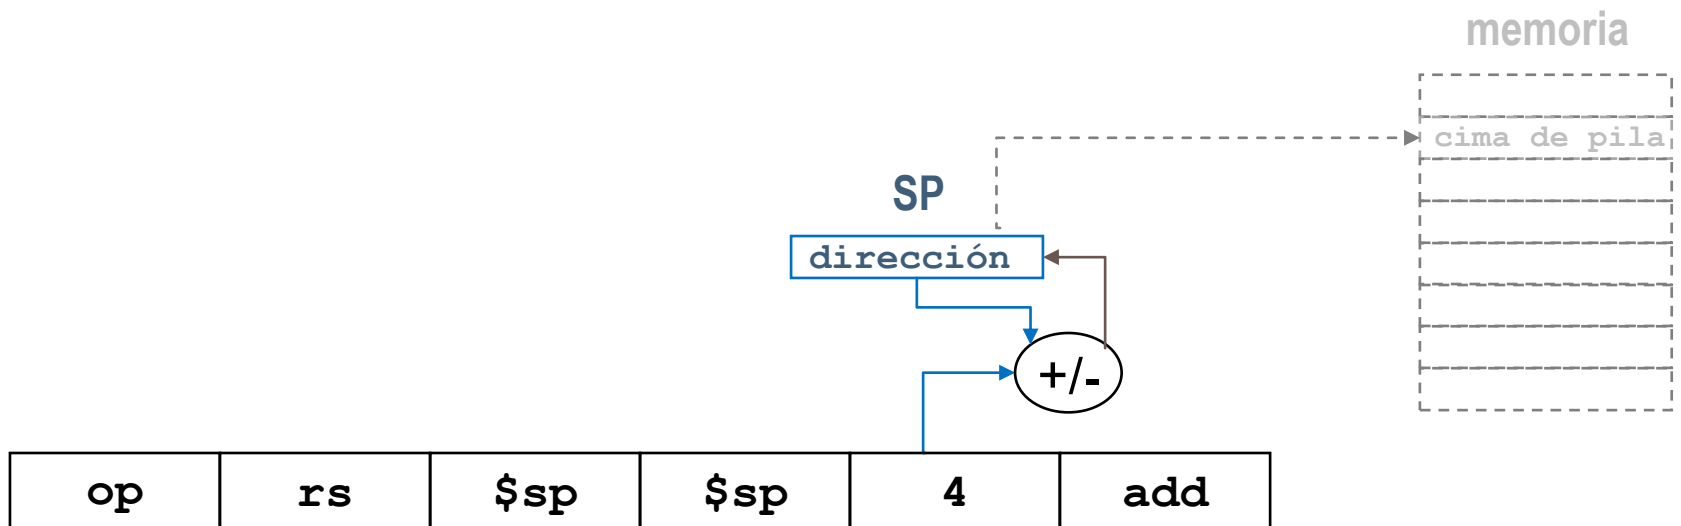 memoria
cima de pila
SP
dirección
+/-
op rs $sp $sp 4 add